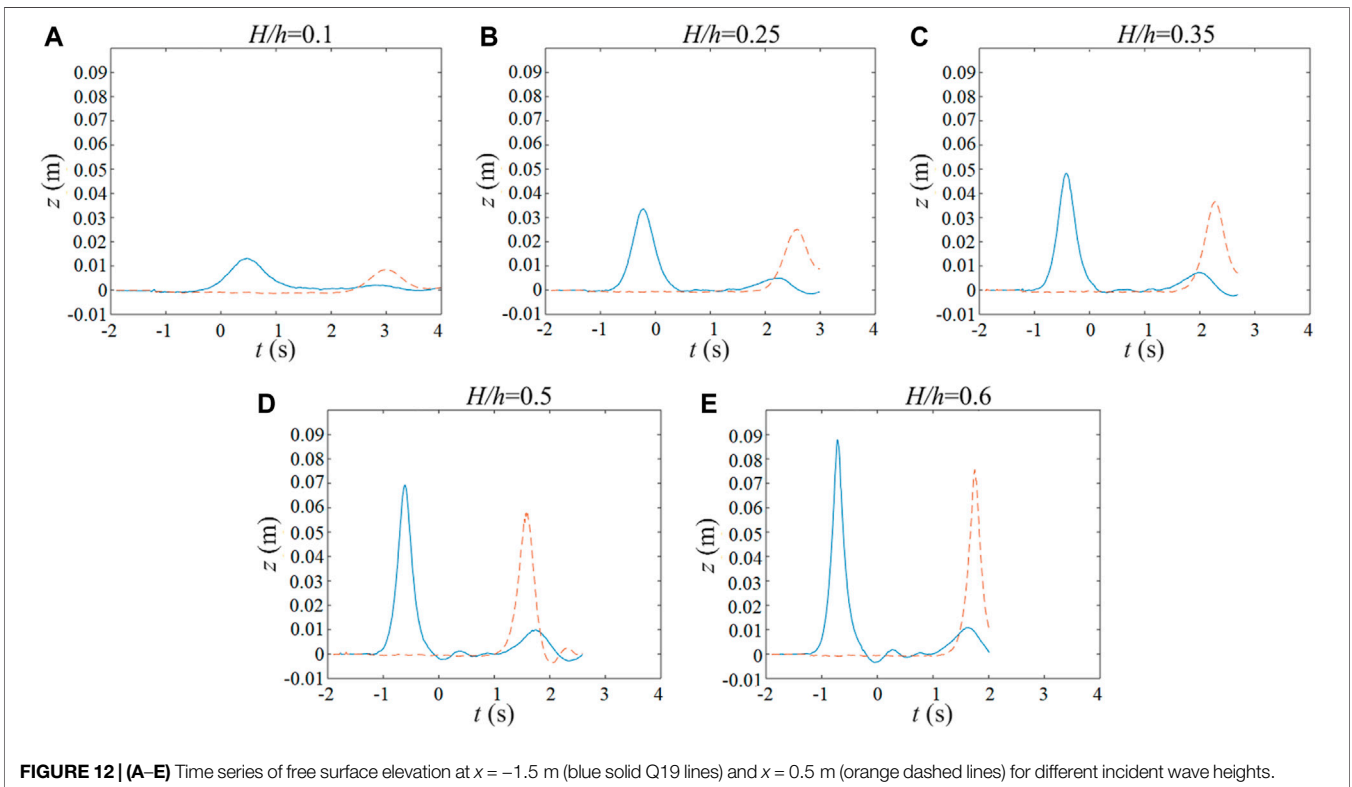 A
H/h=0.1
0.09
0.08
0.07
0.06
0.05
0.04
0.03
0.02
0.01
0
-0.01
z (m)
-2 -1 0 1 2 3 4
t (s)
B
H/h=0.25
0.09
0.08
0.07
0.06
0.05
0.04
0.03
0.02
0.01
0
-0.01
z (m)
-2 -1 0 1 2 3 4
t (s)
C
H/h=0.35
0.09
0.08
0.07
0.06
0.05
0.04
0.03
0.02
0.01
0
-0.01
z (m)
-2 -1 0 1 2 3 4
t (s)
D
H/h=0.5
0.09
0.08
0.07
0.06
0.05
0.04
0.03
0.02
0.01
0
-0.01
z (m)
-2 -1 0 1 2 3 4
t (s)
E
H/h=0.6
0.09
0.08
0.07
0.06
0.05
0.04
0.03
0.02
0.01
0
-0.01
z (m)
-2 -1 0 1 2 3 4
t (s)
FIGURE 12 | (A–E) Time series of free surface elevation at x = −1.5 m (blue solid Q19 lines) and x = 0.5 m (orange dashed lines) for different incident wave heights.